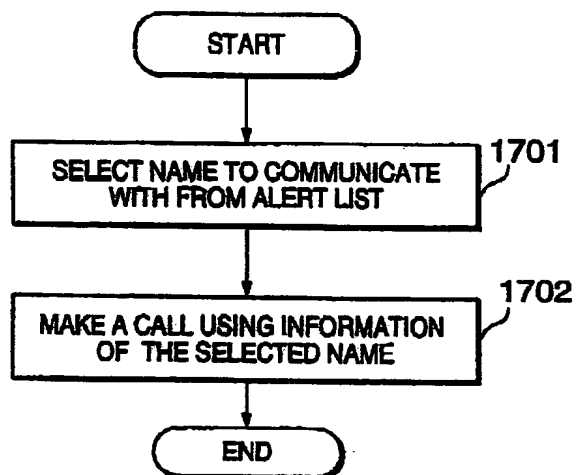 START
1701
SELECT NAME TO COMMUNICATE
WITH FROM ALERT LIST
1702
MAKE A CALL USING INFORMATION
OF THE SELECTED NAME
END